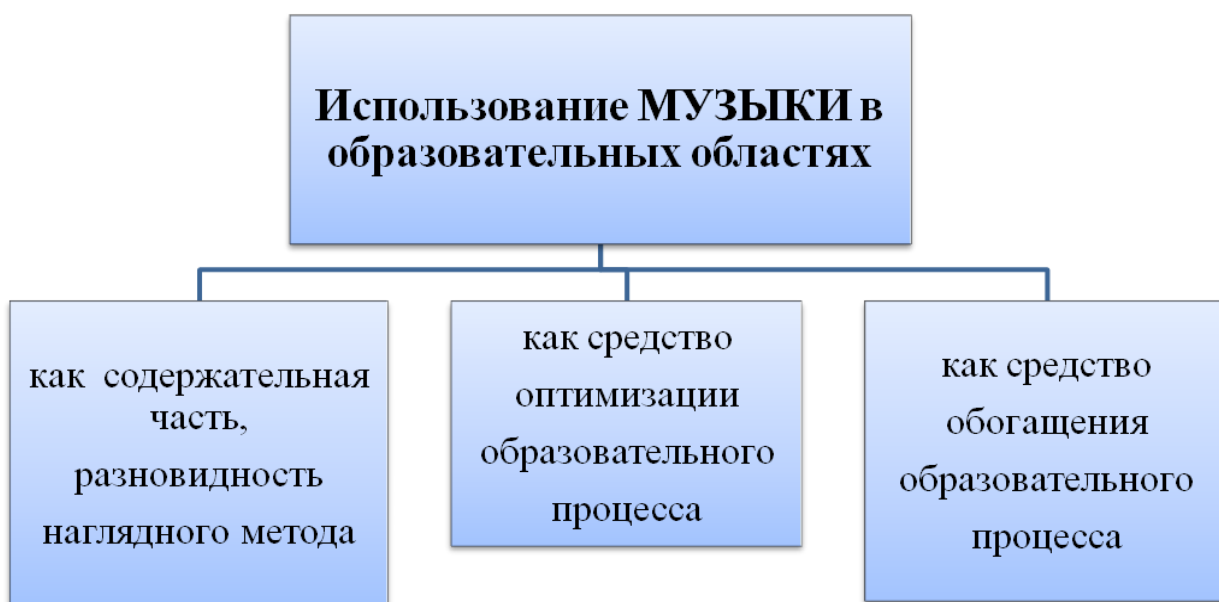 Использование МУЗЫКИ в
образовательных областях
как содержательная
часть,
разновидность
наглядного метода
как средство
оптимизации
образовательного
процесса
как средство
обогащения
образовательного
процесса